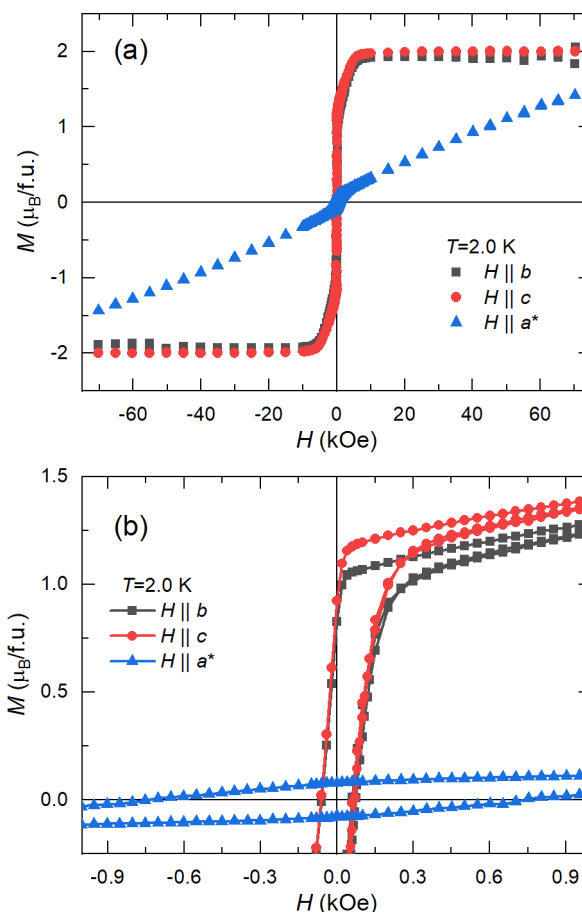 (a)
2
1
0
-1
-2
M (μB/f.u.)
T=2.0 K
H || b
H || c
H || a*
-60 -40 -20 0 20 40 60
H (kOe)
1.5
1.0
0.5
0.0
M (μB/f.u.)
(b)
T=2.0 K
H || b
H || c
H || a*
-0.9 -0.6 -0.3 0.0 0.3 0.6 0.9
H (kOe)